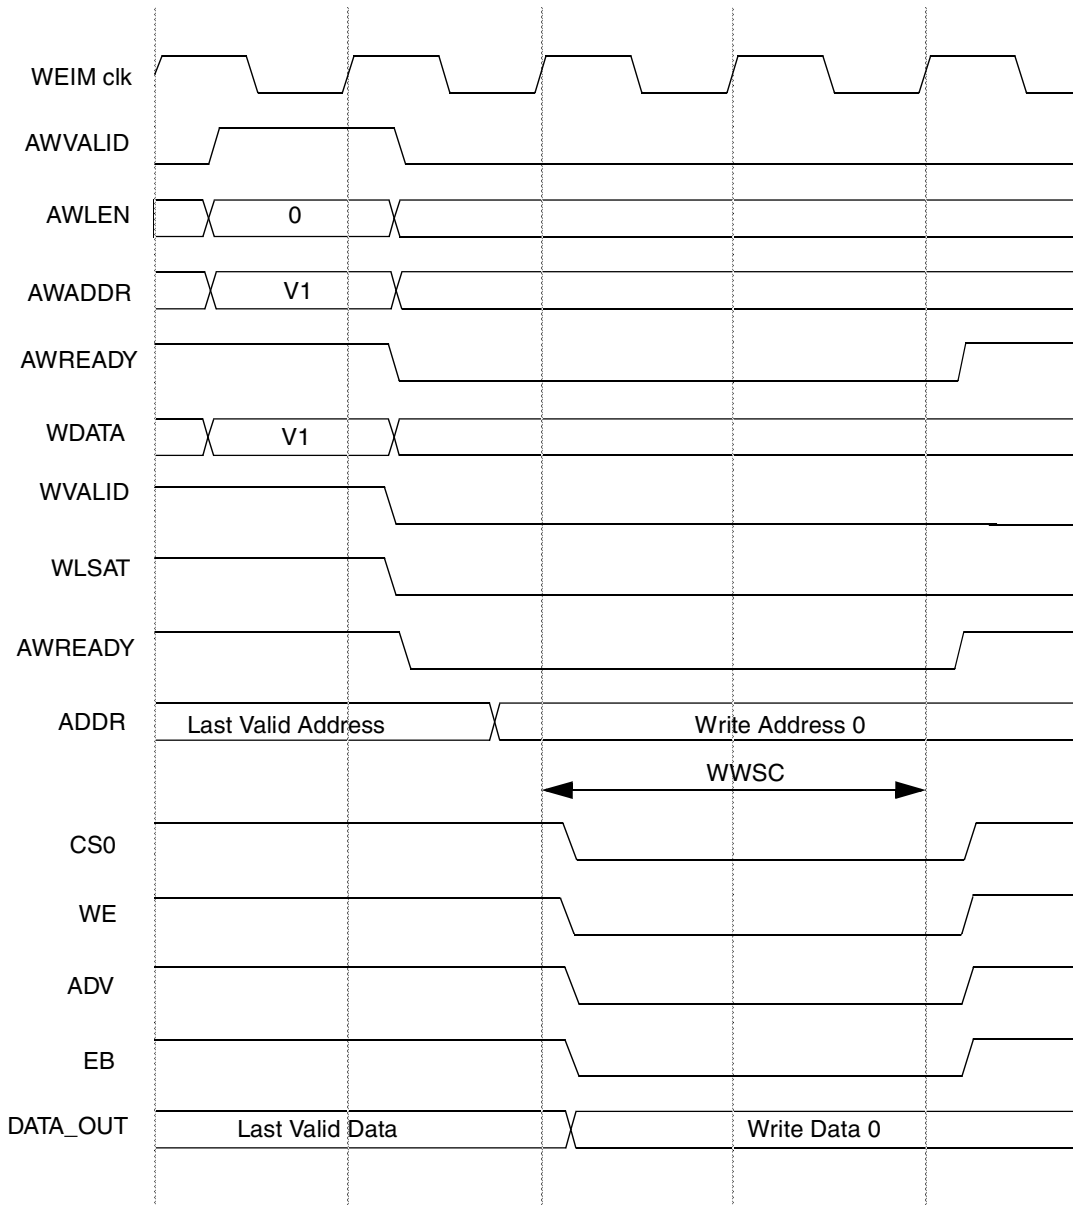 WEIM clk
AWVALID
AWLEN 0
AWADDR V1
AWREADY
WDATA V1
WVALID
WLSAT
AWREADY
ADDR Last Valid Address Write Address 0
WWSC
CS0
WE
ADV
EB
DATA_OUT Last Valid Data Write Data 0